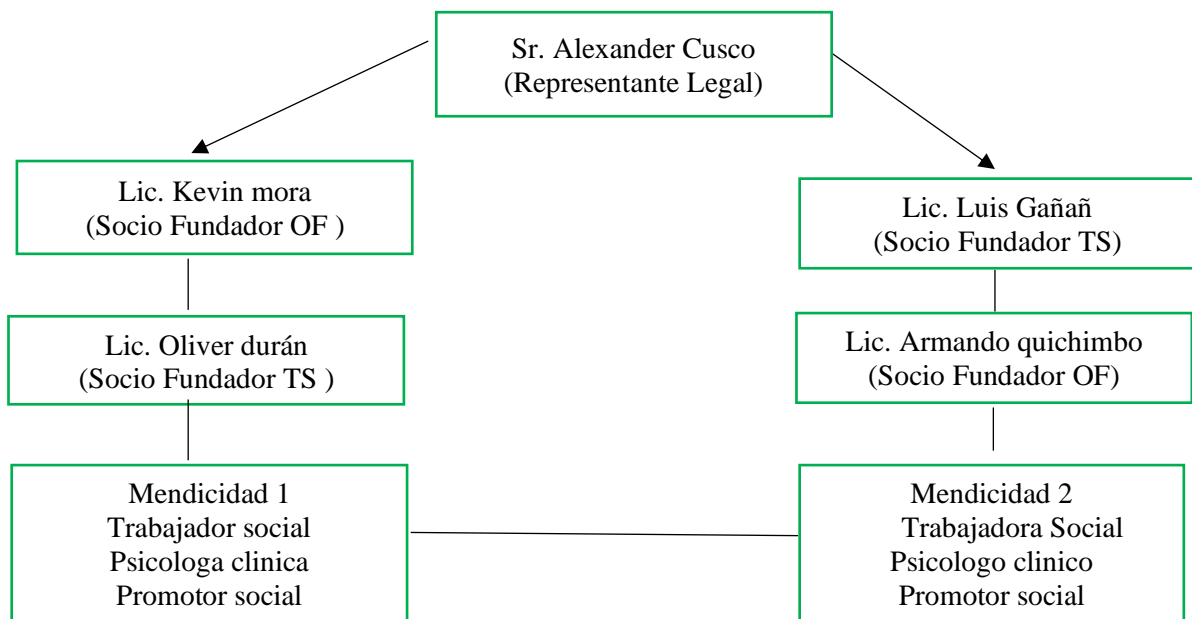 Sr. Alexander Cusco
(Representante Legal)
Lic. Kevin mora
(Socio Fundador OF )
Lic. Luis Gañañ
(Socio Fundador TS)
Lic. Oliver durán
(Socio Fundador TS )
Lic. Armando quichimbo
(Socio Fundador OF)
Mendicidad 1
Trabajador social
Psicologa clinica
Promotor social
Mendicidad 2
Trabajadora Social
Psicologo clinico
Promotor social